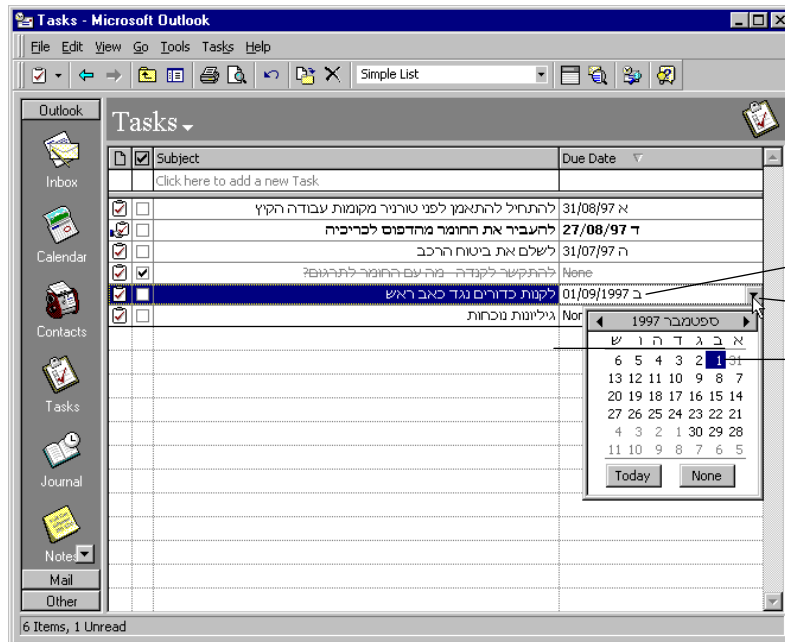 Tasks - Microsoft Outlook
File Edit View Go Tools Tasks Help
Simple List
Outlook
Inbox
Calendar
Contacts
Tasks
Journal
Notes
Mail
Other
Tasks
Subject Due Date
Click here to add a new Task
להתחיל להתאמן לפני טורניר מקומות עבודה הקיץ א 31/08/97
להעביר את החומר מהדפוס לכריכיה ד 27/08/97
לשלם את ביטוח הרכב ה 31/07/97
להתקשר לקנדה - מה עם החומר לתרגום? None
לקנות כדורים נגד כאב ראש ב 01/09/1997
גיליונות נוכחות Non
ספטמבר 1997
א ב ג ד ה ו ש
31 1 2 3 4 5 6
7 8 9 10 11 12 13
14 15 16 17 18 19 20
21 22 23 24 25 26 27
28 29 30 1 2 3 4
5 6 7 8 9 10 11
Today None
6 Items, 1 Unread